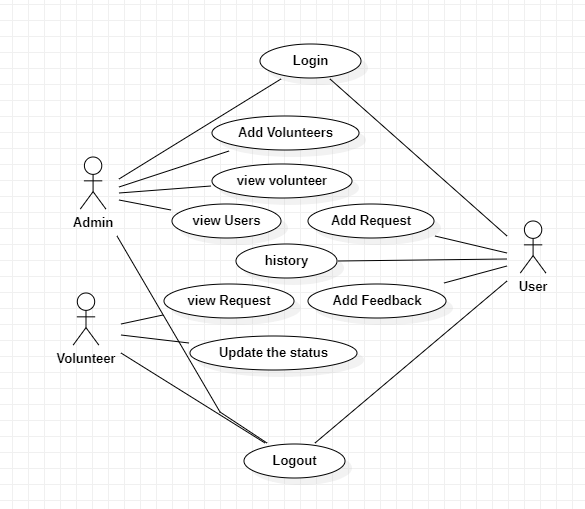 Login
Add Volunteers
view volunteer
Admin
view Users
Add Request
history
User
view Request
Add Feedback
Volunteer
Update the status
Logout